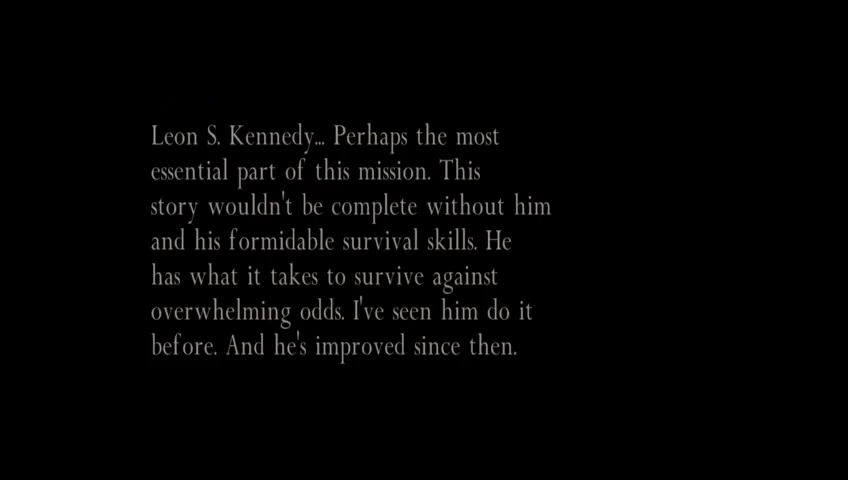 Leon S. Kennedy... Perhaps the most
essential part of this mission. This
story wouldn't be complete without him
and his formidable survival skills. He
has what it takes to survive against
overwhelming odds. I've seen him do it
before. And he's improved since then.